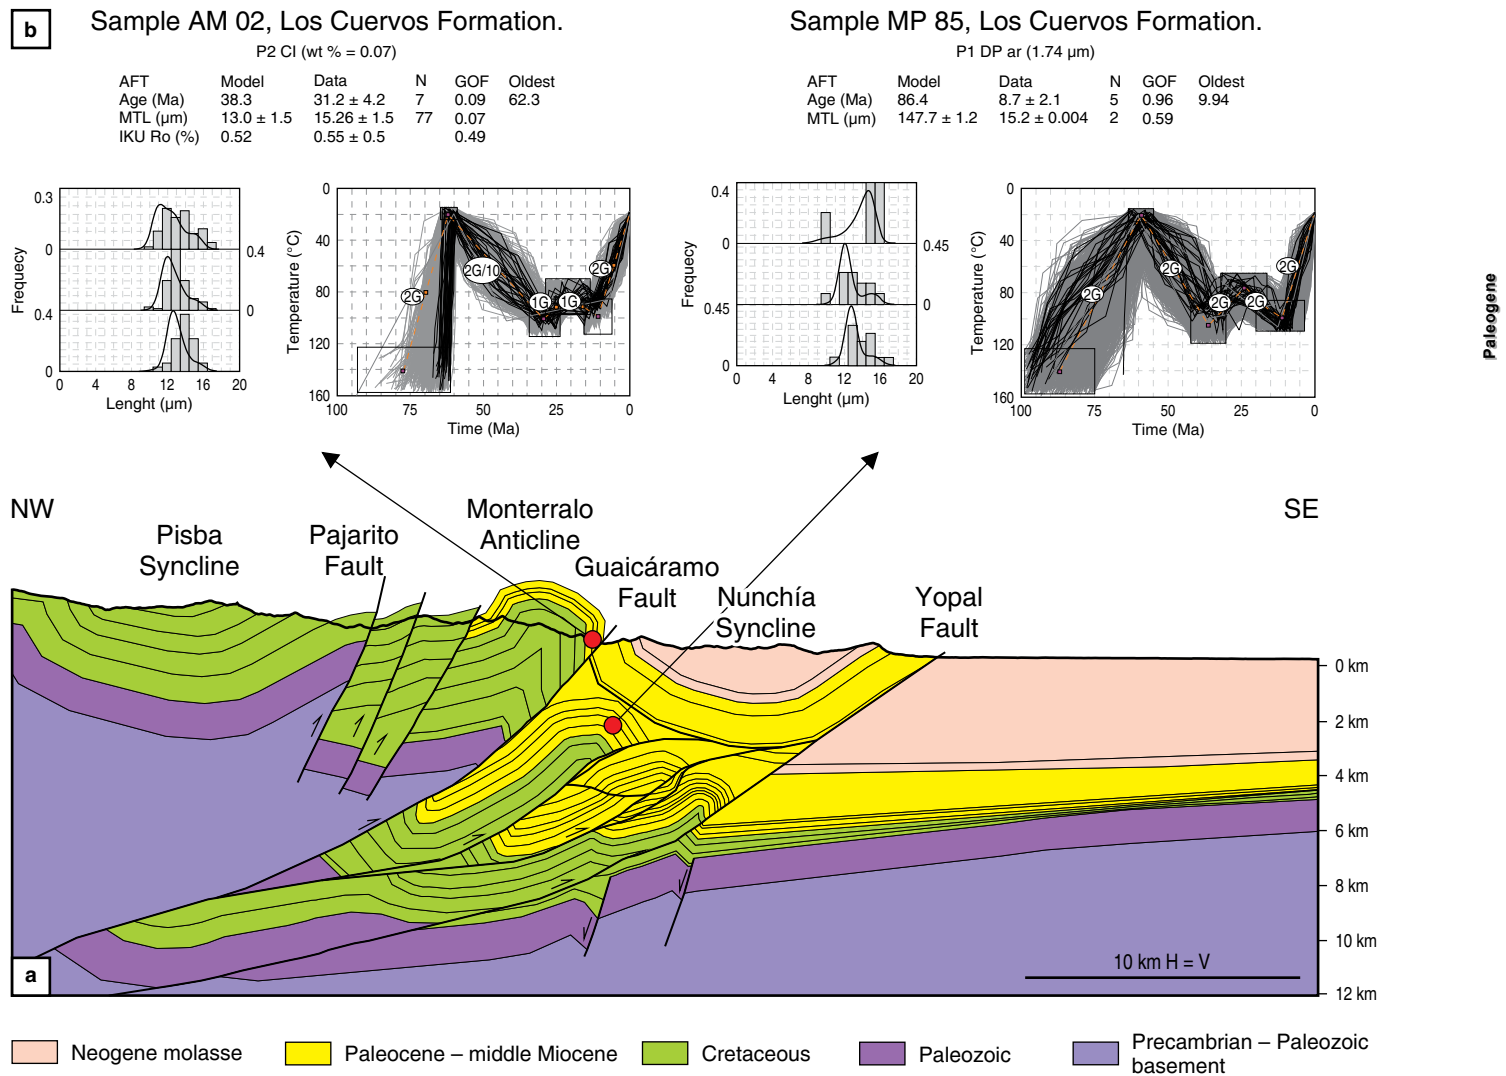 b
Sample AM 02, Los Cuervos Formation.
P2 Cl (wt % = 0.07)
AFT Model Data N GOF Oldest
Age (Ma) 38.3 31.2 ± 4.2 7 0.09 62.3
MTL (µm) 13.0 ± 1.5 15.26 ± 1.5 77 0.07
IKU Ro (%) 0.52 0.55 ± 0.5 0.49
Sample MP 85, Los Cuervos Formation.
P1 DP ar (1.74 µm)
AFT Model Data N GOF Oldest
Age (Ma) 86.4 8.7 ± 2.1 5 0.96 9.94
MTL (µm) 147.7 ± 1.2 15.2 ± 0.004 2 0.59
Paleogene
0.3
0
0.4
0
0.4
0
Frequecy
0 4 8 12 16 20
Lenght (µm)
0
40
80
120
160
Temperature (°C)
2G
2G/10
1G
1G
2G
100 75 50 25 0
Time (Ma)
0.4
0
0.45
0
0.45
0
Frequecy
0 4 8 12 16 20
Lenght (µm)
0
40
80
120
160
Temperature (°C)
2G
2G
2G
2G
2G
100 75 50 25 0
Time (Ma)
NW
SE
Pisba
Syncline
Pajarito
Fault
Monterralo
Anticline
Guaicáramo
Fault
Nunchía
Syncline
Yopal
Fault
0 km
2 km
4 km
6 km
8 km
10 km
12 km
10 km H = V
a
Neogene molasse
Paleocene – middle Miocene
Cretaceous
Paleozoic
Precambrian – Paleozoic
basement